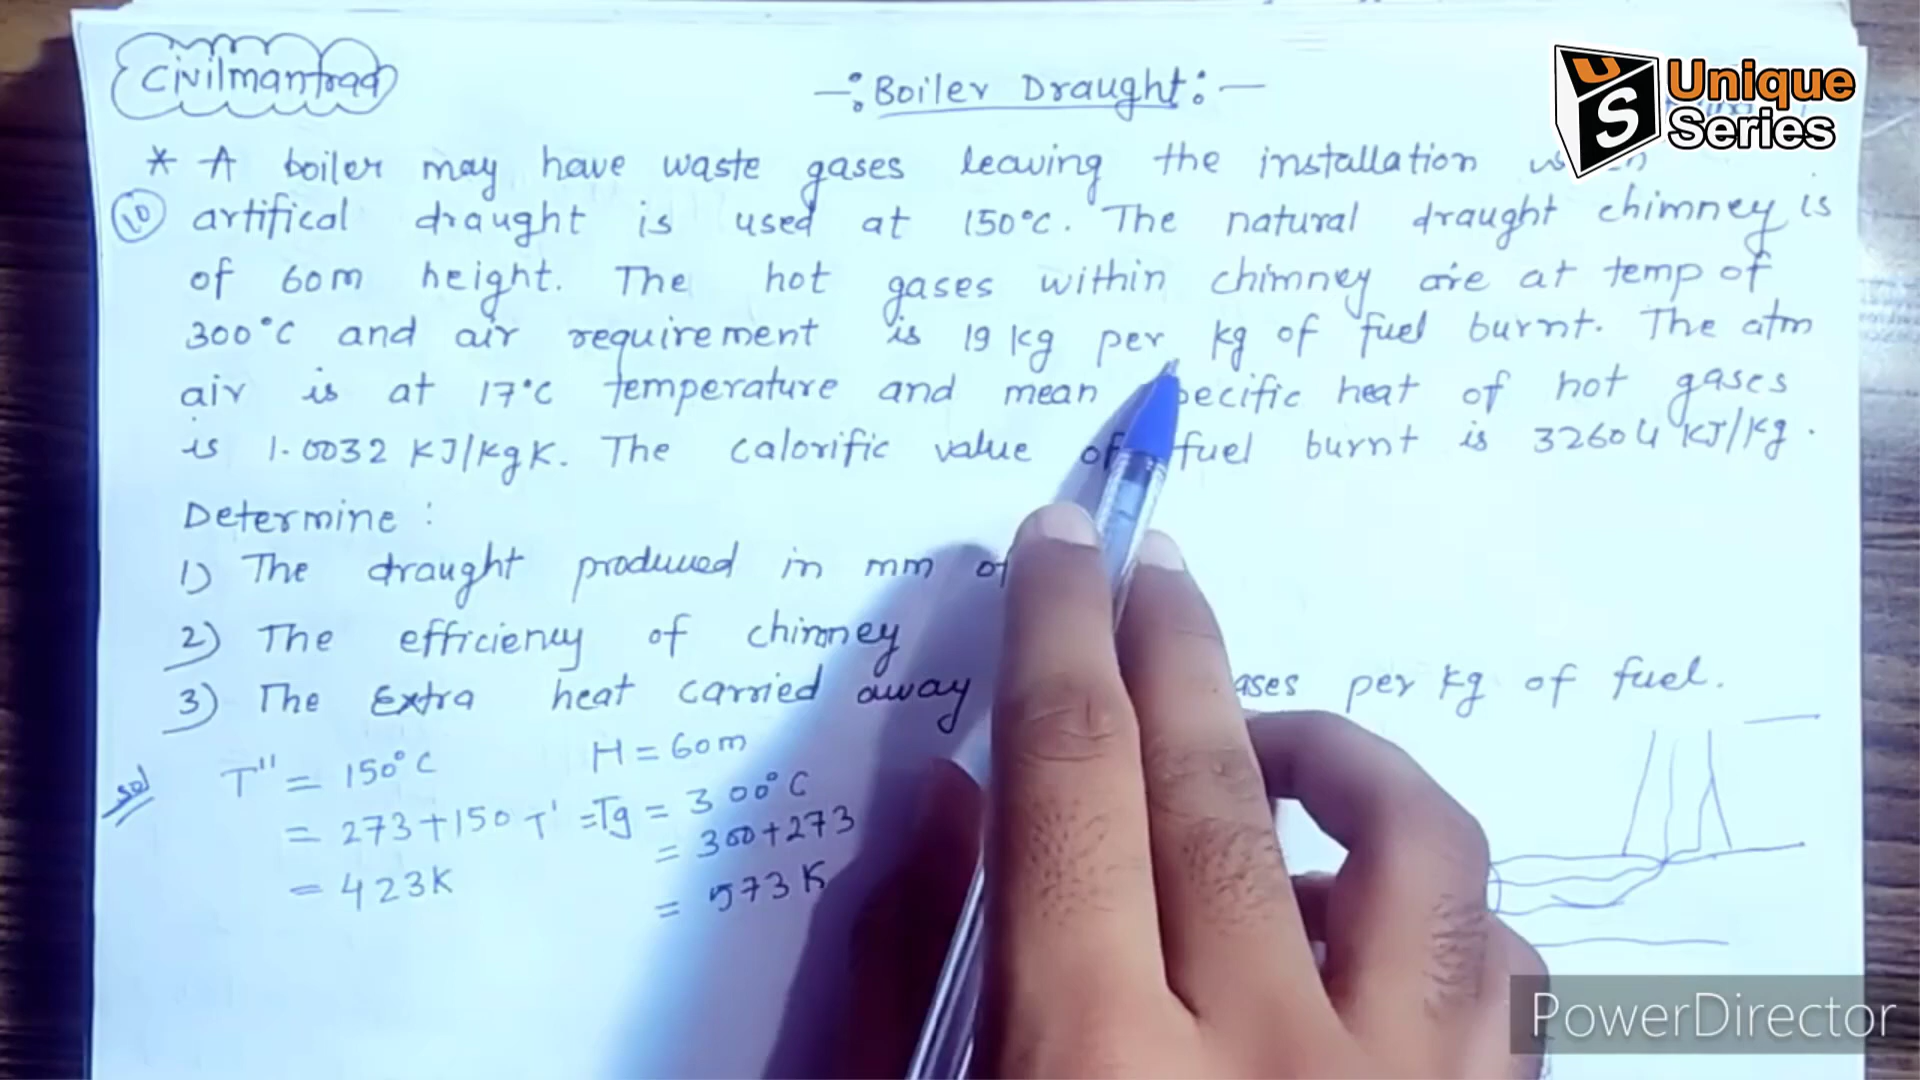 Civilmantraa
-: Boiler Draught :-
Unique
Series
US
* A boiler may have waste gases leaving the installation
10 artifical draught is used at 150°C. The natural draught chimney is
of 60m height. The hot gases within chimney are at temp of
300°C and air requirement is 19 kg per kg of fuel burnt. The atm
air is at 17°C temperature and mean pecific heat of hot gases
is 1.0032 KJ/kgK. The calorific value of fuel burnt is 32604 KJ/kg.
Determine :
1) The draught produced in mm of
2) The efficiency of chimney
3) The Extra heat carried away ases per kg of fuel.
Sol
T" = 150°C
= 273+150
= 423K
H = 60m
T' = Tg = 300°C
= 300+273
= 573K
PowerDirector